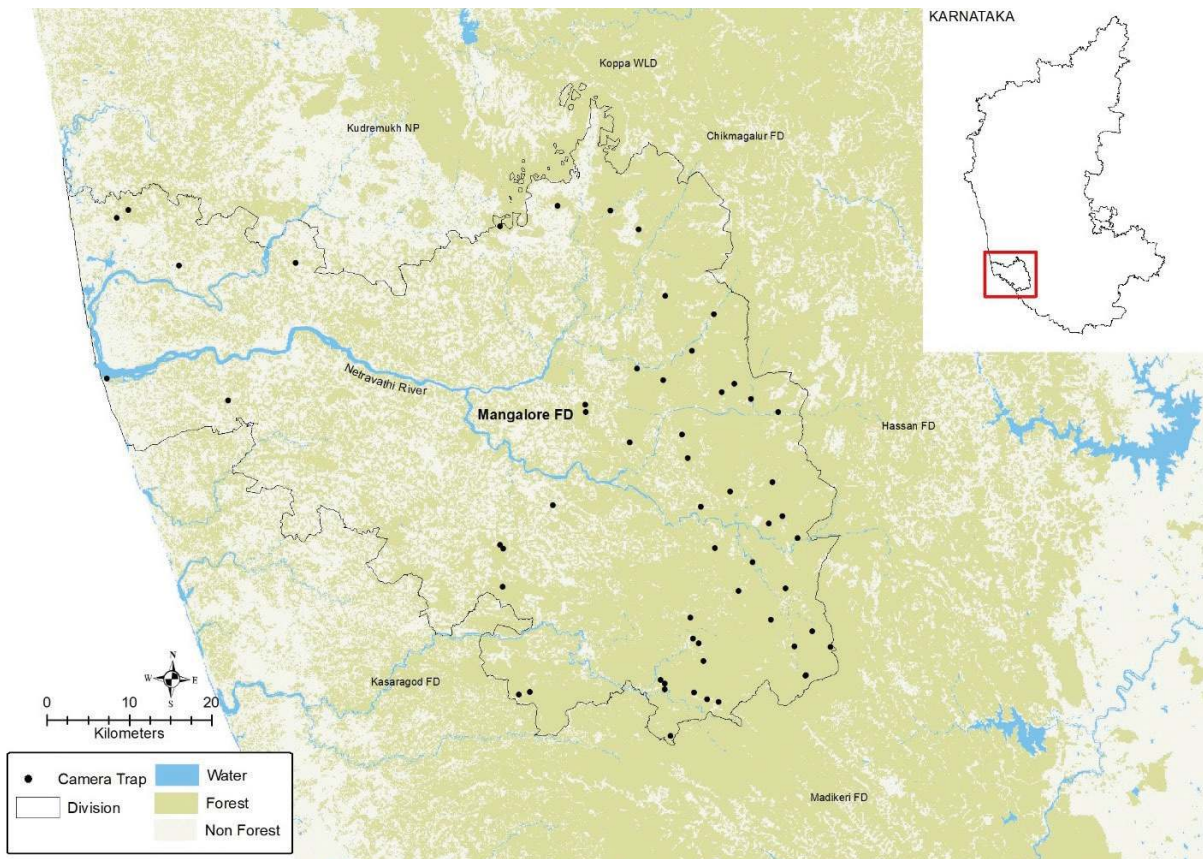 KARNATAKA
Koppa WLD
Kudremukh NP
Chikmagalur FD
Netravathi River
Mangalore FD
Hassan FD
Kasaragod FD
Madikeri FD
N
W E
S
0 10 20
Kilometers
Camera Trap
Division
Water
Forest
Non Forest